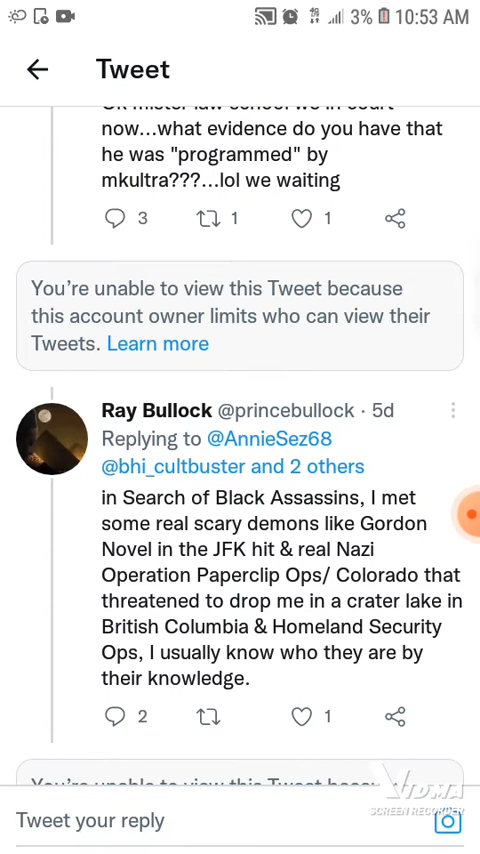 3% 10:53 AM
Tweet
Ok mister law school we in court
now...what evidence do you have that
he was "programmed" by
mkultra???...lol we waiting
3 1 1
You're unable to view this Tweet because
this account owner limits who can view their
Tweets. Learn more
Ray Bullock @princebullock · 5d
Replying to @AnnieSez68
@bhi_cultbuster and 2 others
in Search of Black Assassins, I met
some real scary demons like Gordon
Novel in the JFK hit & real Nazi
Operation Paperclip Ops/ Colorado that
threatened to drop me in a crater lake in
British Columbia & Homeland Security
Ops, I usually know who they are by
their knowledge.
2 1
You're unable to view this Tweet because
VIDMA
SCREEN RECORDER
Tweet your reply